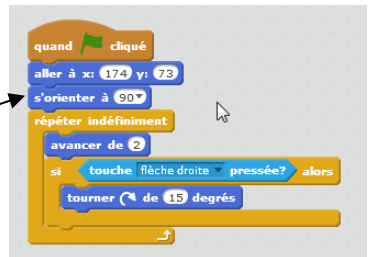 quand cliqué
aller à x: 174 y: 73
s'orienter à 90
répéter indéfiniment
avancer de 2
si touche flèche droite pressée? alors
tourner de 15 degrés